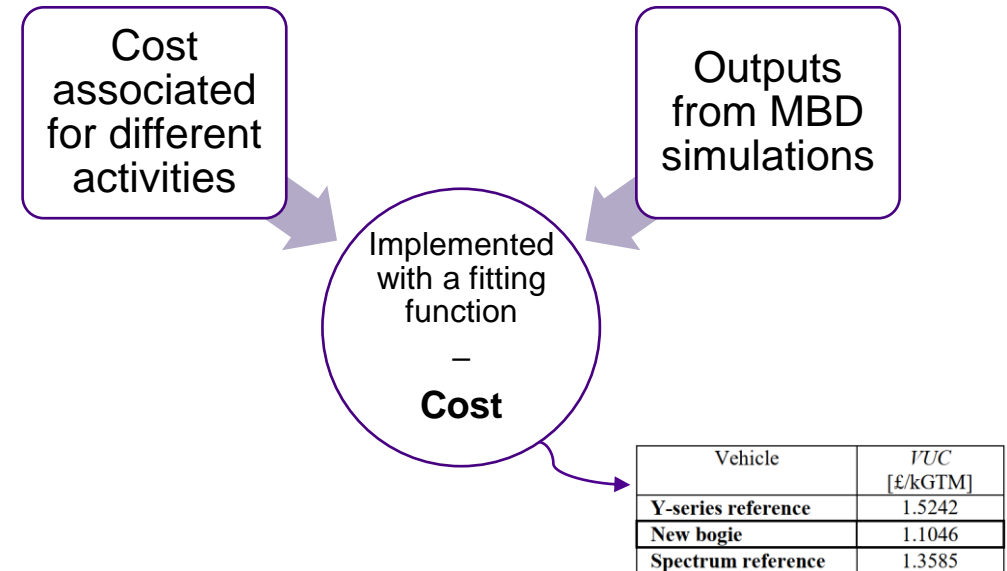 Cost
associated
for different
activities
Outputs
from MBD
simulations
Implemented
with a fitting
function
–
Cost
Vehicle VUC
[£/kGTM]
Y-series reference 1.5242
New bogie 1.1046
Spectrum reference 1.3585